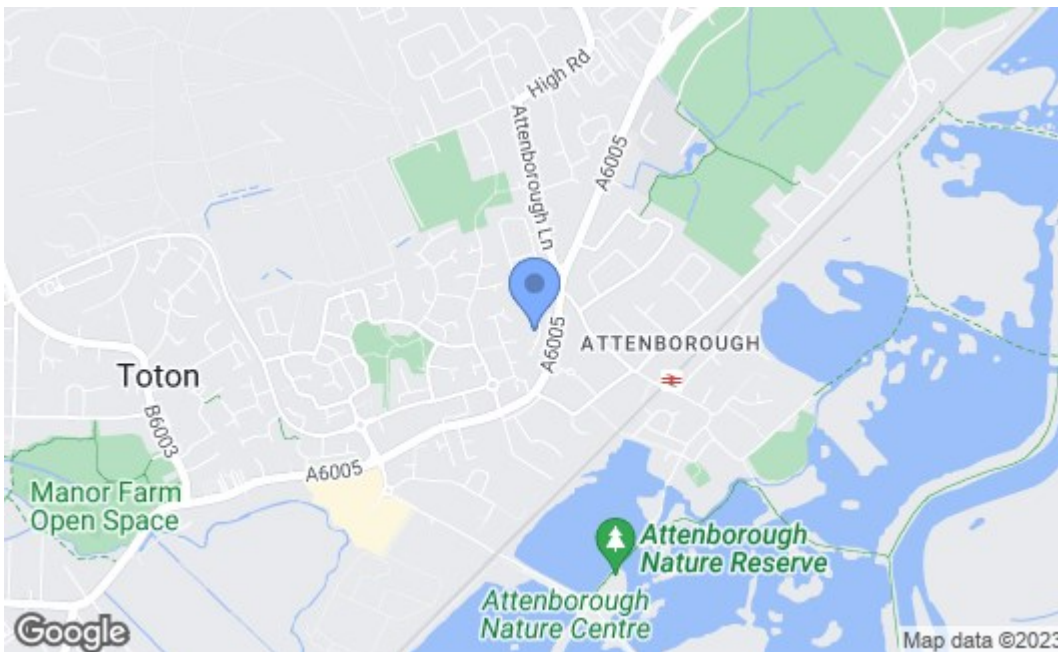 High Rd
Attenborough Ln
A6005
A6005
ATTENBOROUGH
Toton
B6003
A6005
Manor Farm
Open Space
Attenborough
Nature Reserve
Attenborough
Nature Centre
Google
Map data ©2023